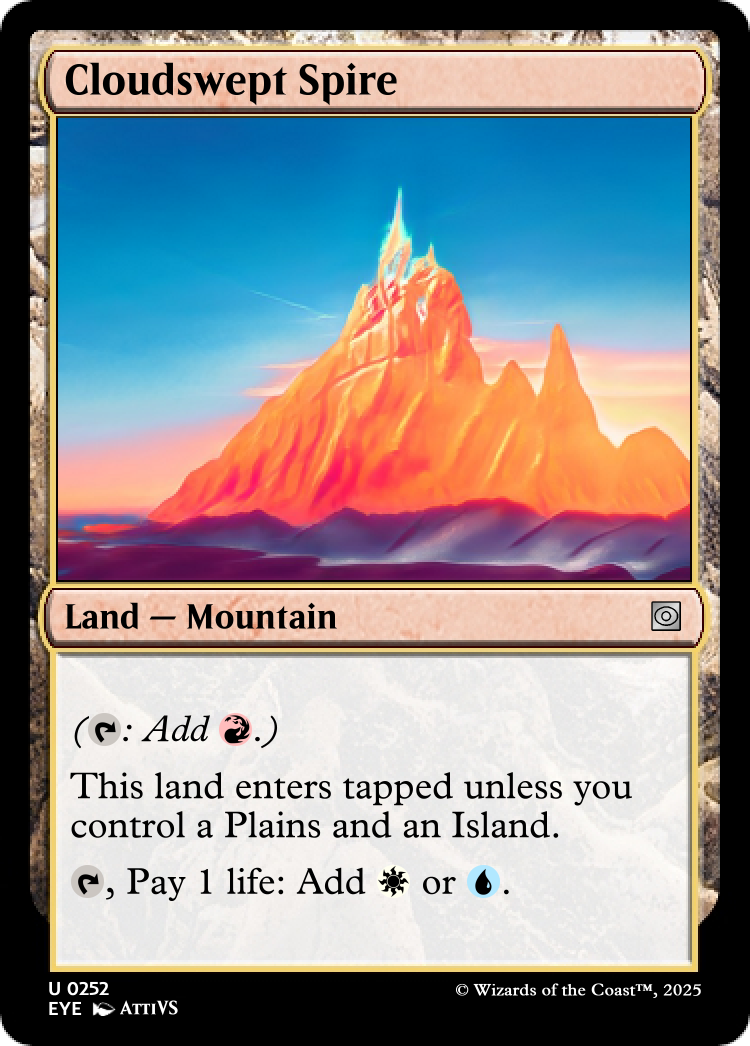 Cloudswept Spire
Land — Mountain
(: Add .)
This land enters tapped unless you
control a Plains and an Island.
, Pay 1 life: Add or .
U 0252
EYE AttiVS
© Wizards of the Coast™, 2025